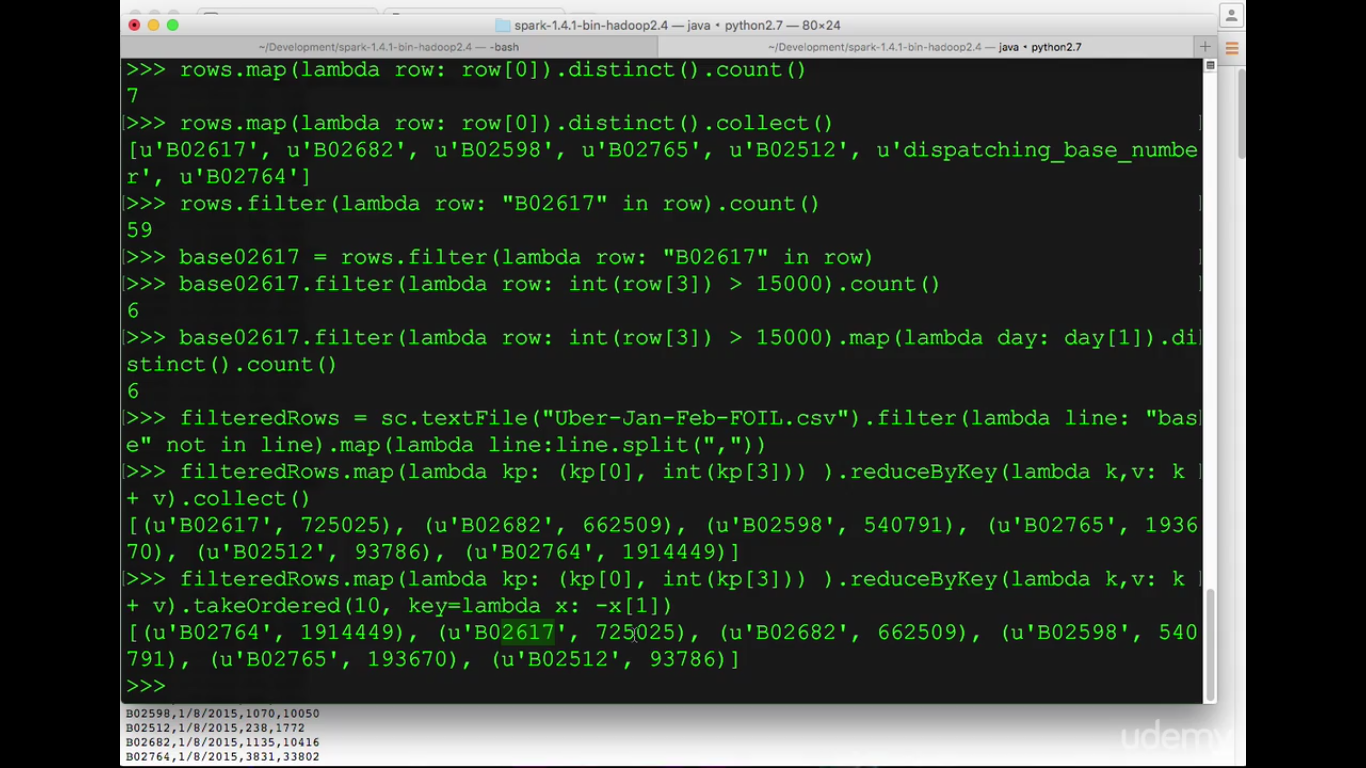 spark-1.4.1-bin-hadoop2.4 — java • python2.7 — 80×24
~/Development/spark-1.4.1-bin-hadoop2.4 — -bash
~/Development/spark-1.4.1-bin-hadoop2.4 — java • python2.7
>>> rows.map(lambda row: row[0]).distinct().count()
7
[>>> rows.map(lambda row: row[0]).distinct().collect() ]
[u'B02617', u'B02682', u'B02598', u'B02765', u'B02512', u'dispatching_base_numbe
r', u'B02764']
[>>> rows.filter(lambda row: "B02617" in row).count() ]
59
[>>> base02617 = rows.filter(lambda row: "B02617" in row) ]
[>>> base02617.filter(lambda row: int(row[3]) > 15000).count() ]
6
[>>> base02617.filter(lambda row: int(row[3]) > 15000).map(lambda day: day[1]).di
stinct().count()
6
[>>> filteredRows = sc.textFile("Uber-Jan-Feb-FOIL.csv").filter(lambda line: "bas
e" not in line).map(lambda line:line.split(","))
[>>> filteredRows.map(lambda kp: (kp[0], int(kp[3])) ).reduceByKey(lambda k,v: k ]
+ v).collect()
[(u'B02617', 725025), (u'B02682', 662509), (u'B02598', 540791), (u'B02765', 1936
70), (u'B02512', 93786), (u'B02764', 1914449)]
[>>> filteredRows.map(lambda kp: (kp[0], int(kp[3])) ).reduceByKey(lambda k,v: k ]
+ v).takeOrdered(10, key=lambda x: -x[1])
[(u'B02764', 1914449), (u'B02617', 725025), (u'B02682', 662509), (u'B02598', 540
791), (u'B02765', 193670), (u'B02512', 93786)]
>>>
B02598,1/8/2015,1070,10050
B02512,1/8/2015,238,1772
B02682,1/8/2015,1135,10416
B02764,1/8/2015,3831,33802
udemy